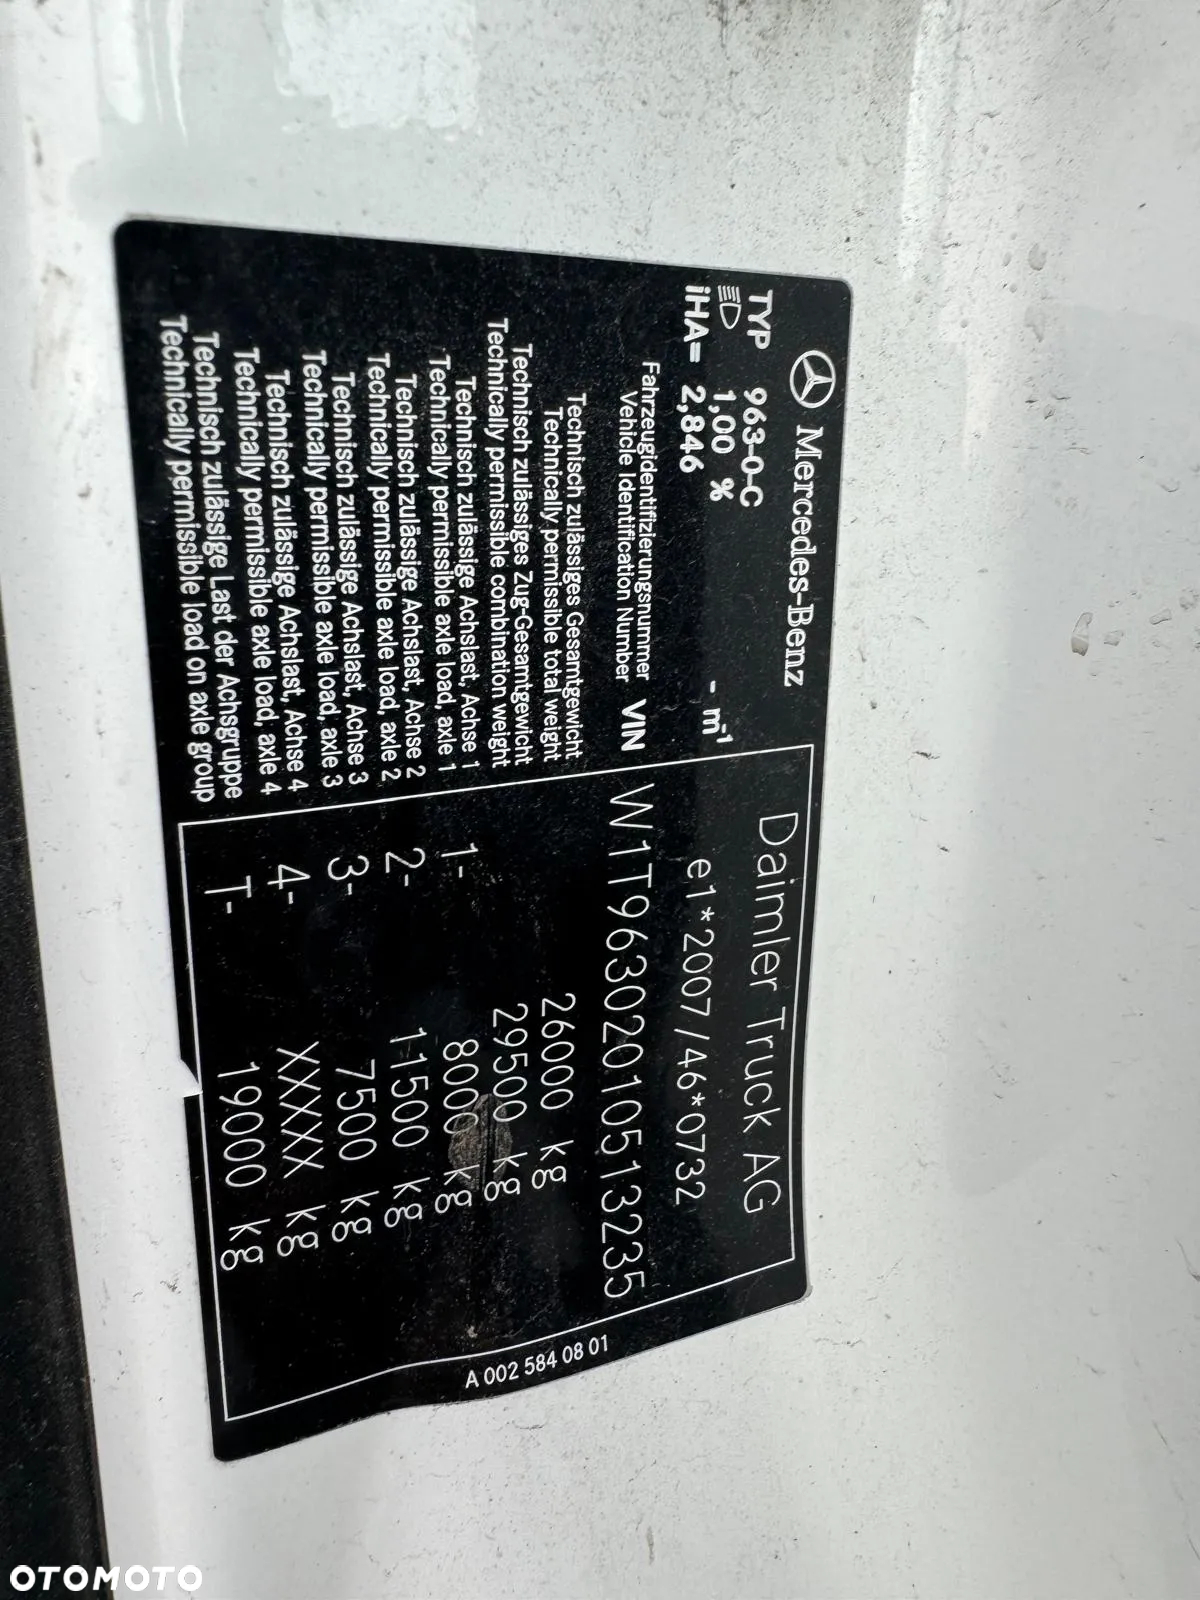 Mercedes-Benz
TYP 963-0-C
1,00 %
iHA= 2,846
- m⁻¹
Daimler Truck AG
e1*2007/46*0732
Fahrzeugidentifizierungsnummer
Vehicle Identification Number VIN W1T96302010513235
Technisch zulässiges Gesamtgewicht
Technically permissible total weight 26000 kg
Technisch zulässiges Zug-Gesamtgewicht
Technically permissible combination weight 29500 kg
Technisch zulässige Achslast, Achse 1
Technically permissible axle load, axle 1 1- 8000 kg
Technisch zulässige Achslast, Achse 2
Technically permissible axle load, axle 2 2- 11500 kg
Technisch zulässige Achslast, Achse 3
Technically permissible axle load, axle 3 3- 7500 kg
Technisch zulässige Achslast, Achse 4
Technically permissible axle load, axle 4 4- XXXXX kg
Technisch zulässige Last der Achsgruppe
Technically permissible load on axle group T- 19000 kg
A 002 584 08 01
OTOMOTO